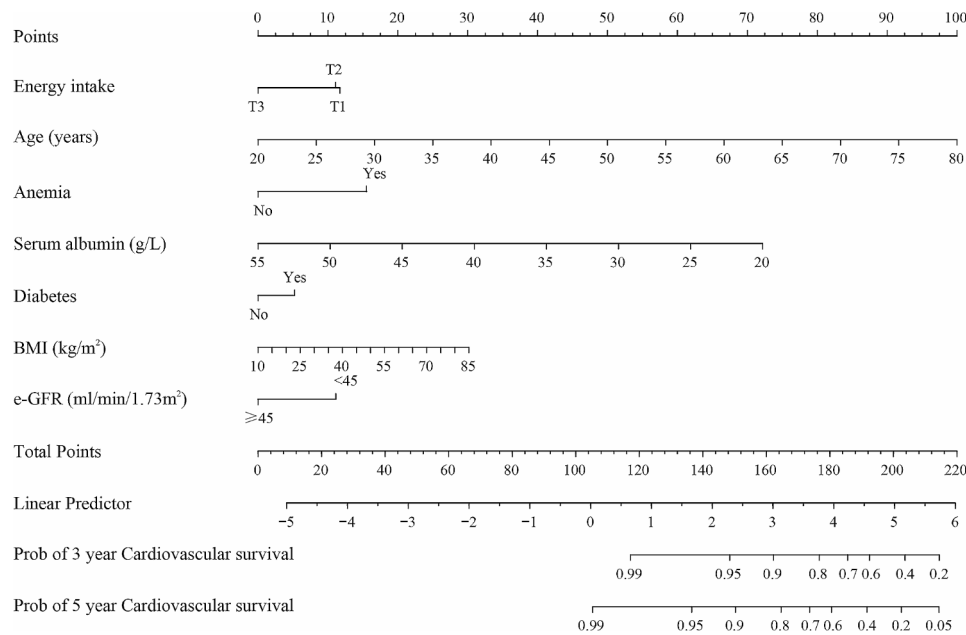 0 10 20 30 40 50 60 70 80 90 100
Points
T2
Energy intake
T3 T1
Age (years)
20 25 30 35 40 45 50 55 60 65 70 75 80
Yes
Anemia
No
Serum albumin (g/L)
55 50 45 40 35 30 25 20
Yes
Diabetes
No
BMI (kg/m²)
10 25 40 55 70 85
<45
e-GFR (ml/min/1.73m²)
≥45
Total Points
0 20 40 60 80 100 120 140 160 180 200 220
Linear Predictor
−5 −4 −3 −2 −1 0 1 2 3 4 5 6
Prob of 3 year Cardiovascular survival
0.99 0.95 0.9 0.8 0.7 0.6 0.4 0.2
Prob of 5 year Cardiovascular survival
0.99 0.95 0.9 0.8 0.7 0.6 0.4 0.2 0.05